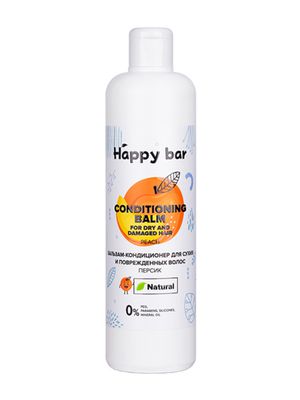 Happy bar
CONDITIONING
BALM
FOR DRY AND
DAMAGED HAIR
PEACH
БАЛЬЗАМ-КОНДИЦИОНЕР ДЛЯ СУХИХ
И ПОВРЕЖДЕННЫХ ВОЛОС
ПЕРСИК
Natural
0%
PEG,
PARABENS, SILICONES,
MINERAL OIL